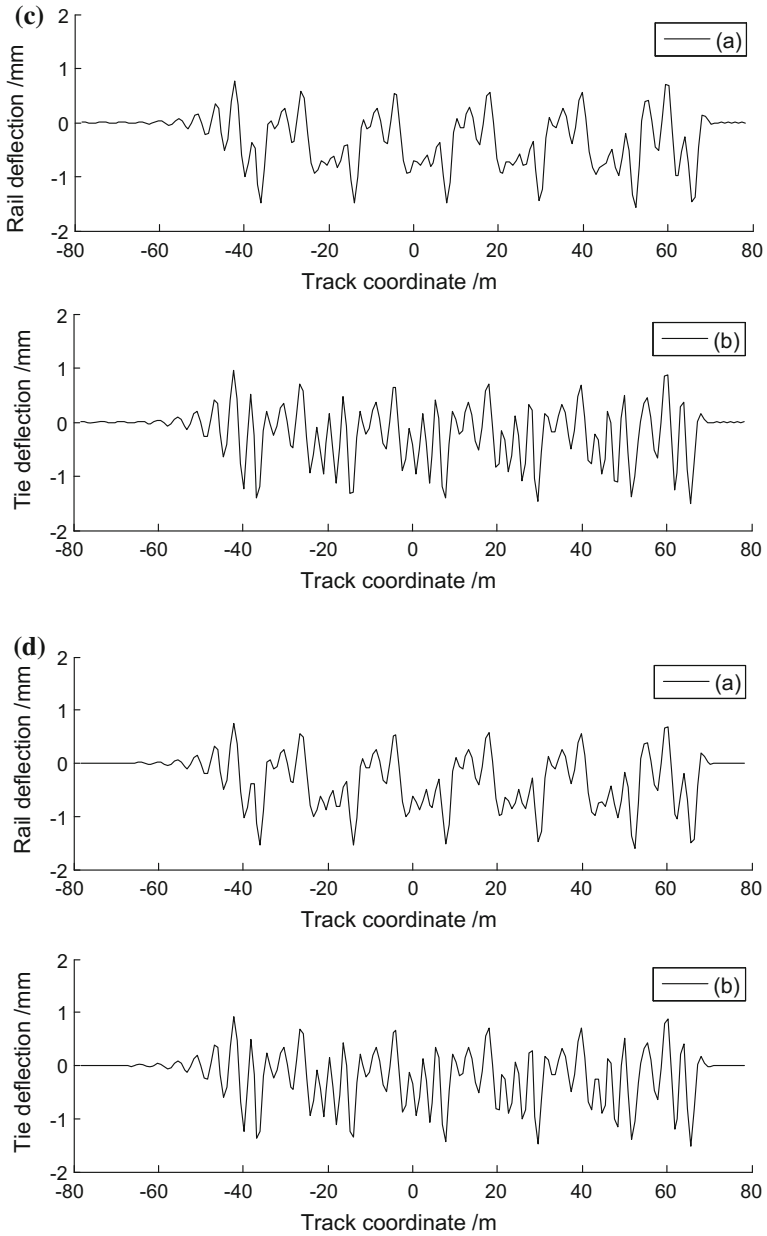 (c)
Rail deflection /mm
2
1
0
-1
-2
(a)
-80 -60 -40 -20 0 20 40 60 80
Track coordinate /m
Tie deflection /mm
2
1
0
-1
-2
(b)
-80 -60 -40 -20 0 20 40 60 80
Track coordinate /m
(d)
Rail deflection /mm
2
1
0
-1
-2
(a)
-80 -60 -40 -20 0 20 40 60 80
Track coordinate /m
Tie deflection /mm
2
1
0
-1
-2
(b)
-80 -60 -40 -20 0 20 40 60 80
Track coordinate /m